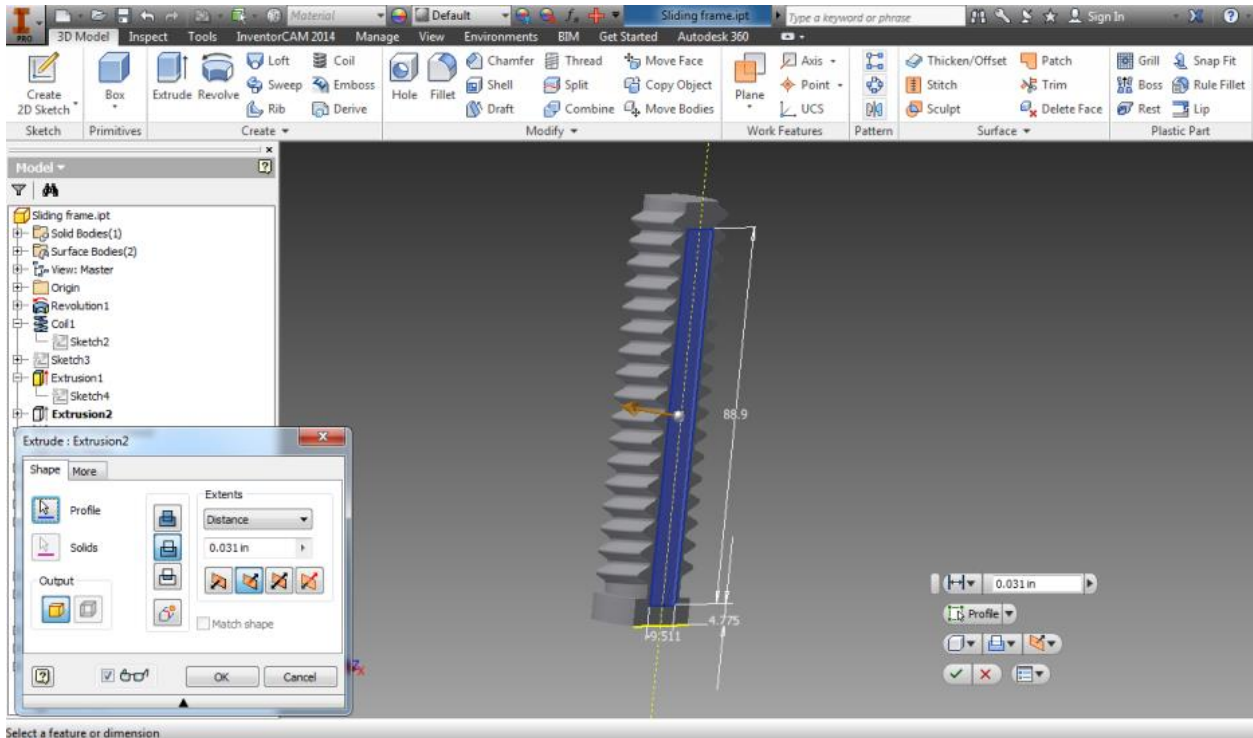 PRO
Material
Default
Sliding frame.ipt
Type a keyword or phrase
Sign In
3D Model Inspect Tools InventorCAM 2014 Manage View Environments BIM Get Started Autodesk 360
Create 2D Sketch
Box
Extrude Revolve
Loft Coil
Sweep Emboss
Rib Derive
Hole Fillet
Chamfer Thread Move Face
Shell Split Copy Object
Draft Combine Move Bodies
Plane
Axis
Point
UCS
Thicken/Offset Patch
Stitch Trim
Sculpt Delete Face
Grill Snap Fit
Boss Rule Fillet
Rest Lip
Sketch Primitives Create Modify Work Features Pattern Surface Plastic Part
Model
Sliding frame.ipt
Solid Bodies(1)
Surface Bodies(2)
View: Master
Origin
Revolution1
Coil1
Sketch2
Sketch3
Extrusion1
Sketch4
Extrusion2
Extrude : Extrusion2
Shape More
Profile
Solids
Output
Extents
Distance
0.031 in
Match shape
OK Cancel
88.9
4.775
9.511
Z
X
0.031 in
Profile
Select a feature or dimension